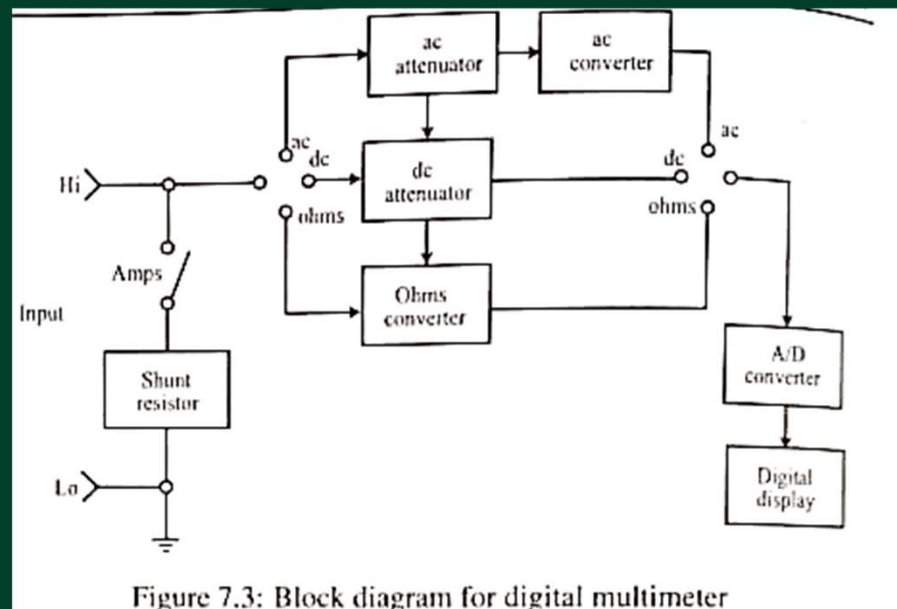 ac
attenuator
ac
converter
ac
dc
Hi
dc
attenuator
ac
dc
ohms
ohms
Amps
Ohms
converter
Input
Shunt
resistor
A/D
converter
Lo
Digital
display
Figure 7.3: Block diagram for digital multimeter